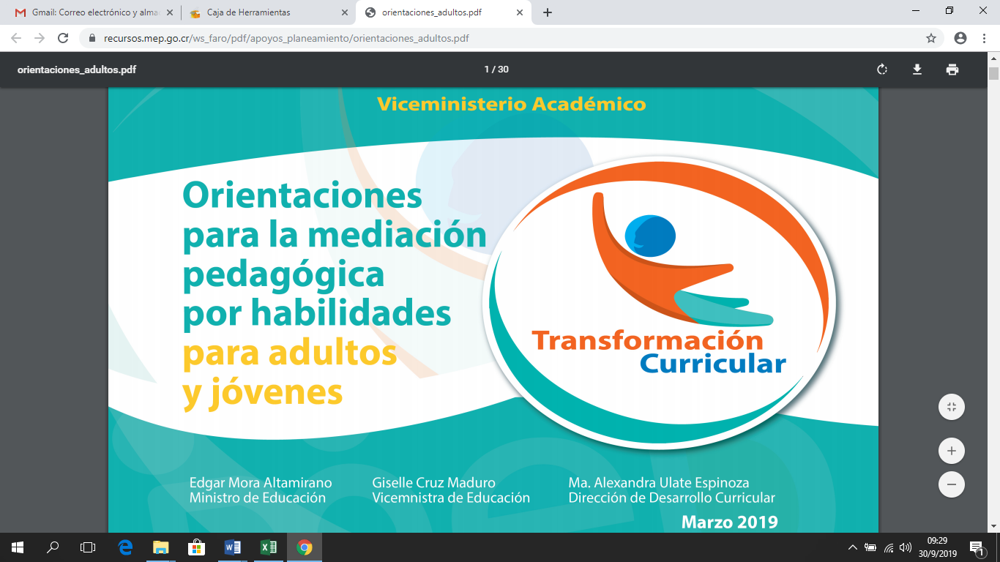 Gmail: Correo electrónico y alma
Caja de Herramientas
orientaciones_adultos.pdf
recursos.mep.go.cr/ws_faro/pdf/apoyos_planeamiento/orientaciones_adultos.pdf
orientaciones_adultos.pdf
1 / 30
Viceministerio Académico
Orientaciones
para la mediación
pedagógica
por habilidades
para adultos
y jóvenes
Transformación
Curricular
Edgar Mora Altamirano
Ministro de Educación
Giselle Cruz Maduro
Vicemnistra de Educación
Ma. Alexandra Ulate Espinoza
Dirección de Desarrollo Curricular
Marzo 2019
09:29
30/9/2019
1